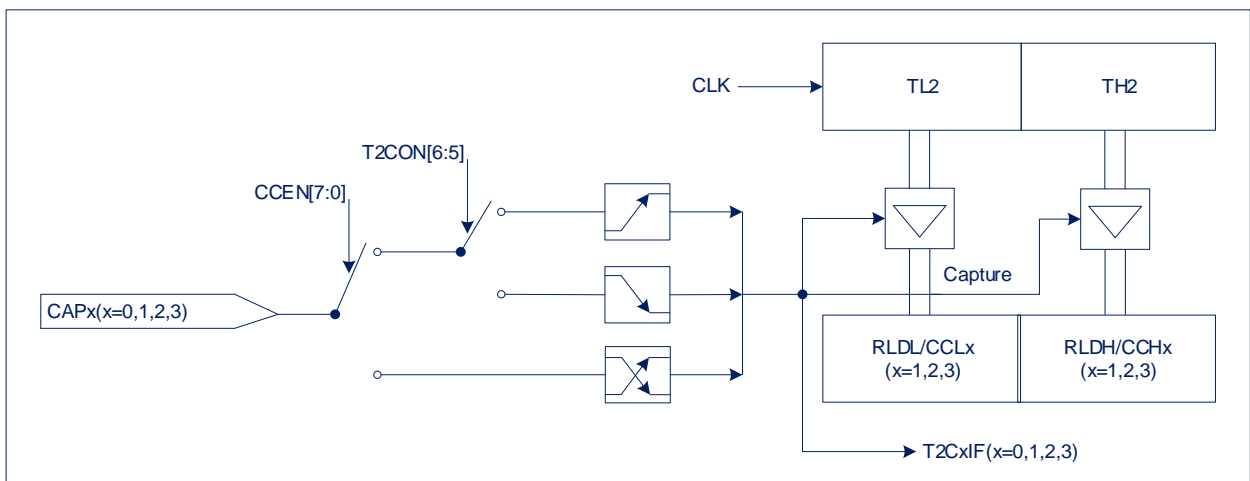 CLK
TL2
TH2
T2CON[6:5]
CCEN[7:0]
Capture
CAPx(x=0,1,2,3)
RLDL/CCLx
(x=1,2,3)
RLDH/CCHx
(x=1,2,3)
T2CxIF(x=0,1,2,3)